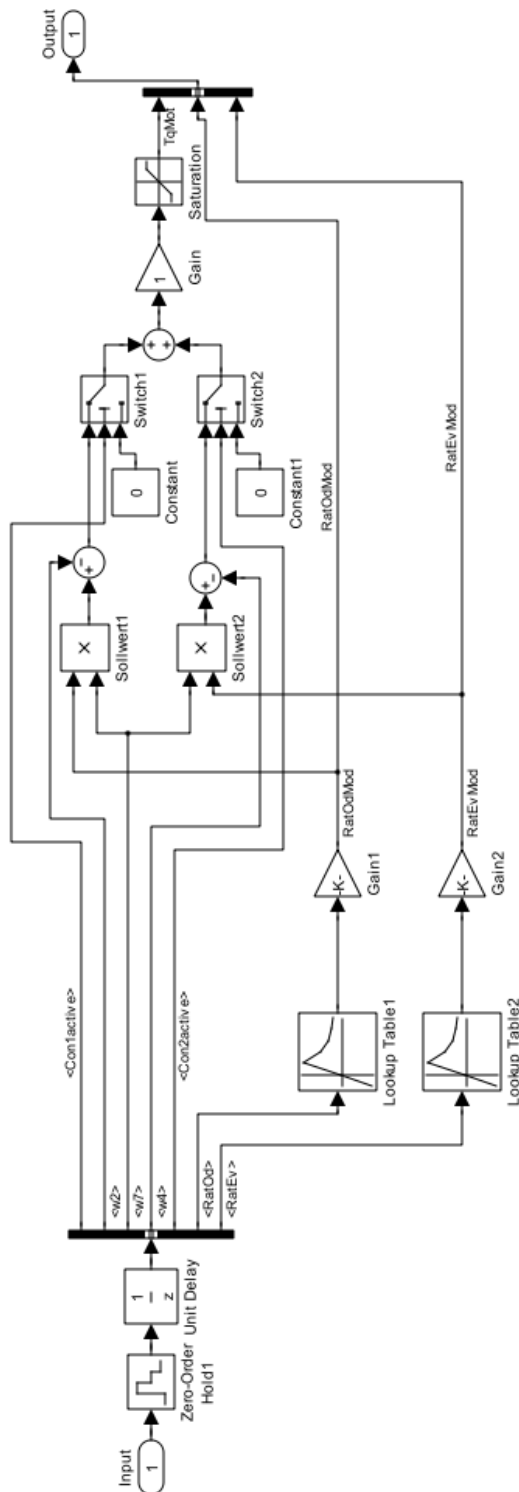 Input
1
Zero-Order
Hold1
1
z
Unit Delay
<Con1active>
<w2>
<w7>
<w4>
<Con2active>
<RatOd>
<RatEv>
Lookup Table1
Lookup Table2
-K-
Gain1
-K-
Gain2
RatOdMod
RatEvMod
×
Sollwert1
×
Sollwert2
−
+
+
−
0
Constant
0
Constant1
Switch1
Switch2
RatOdMod
RatEvMod
+
+
1
Gain
Saturation
TqMot
Output
1